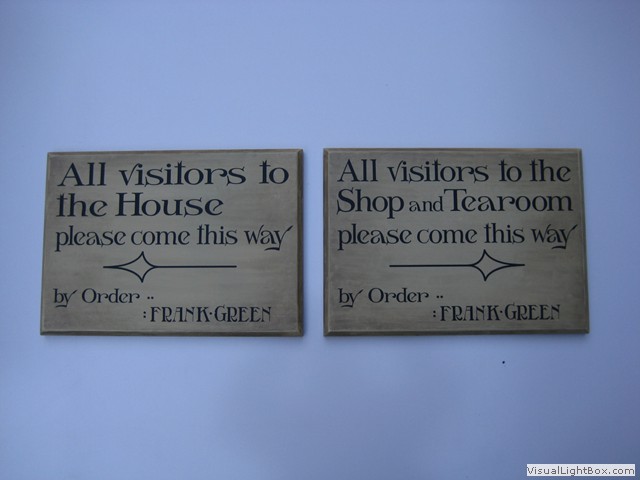 All visitors to
the House
please come this way
by Order ..
: FRANK·GREEN
All visitors to the
Shop and Tearoom
please come this way
by Order ..
: FRANK·GREEN
VisualLightBox.com